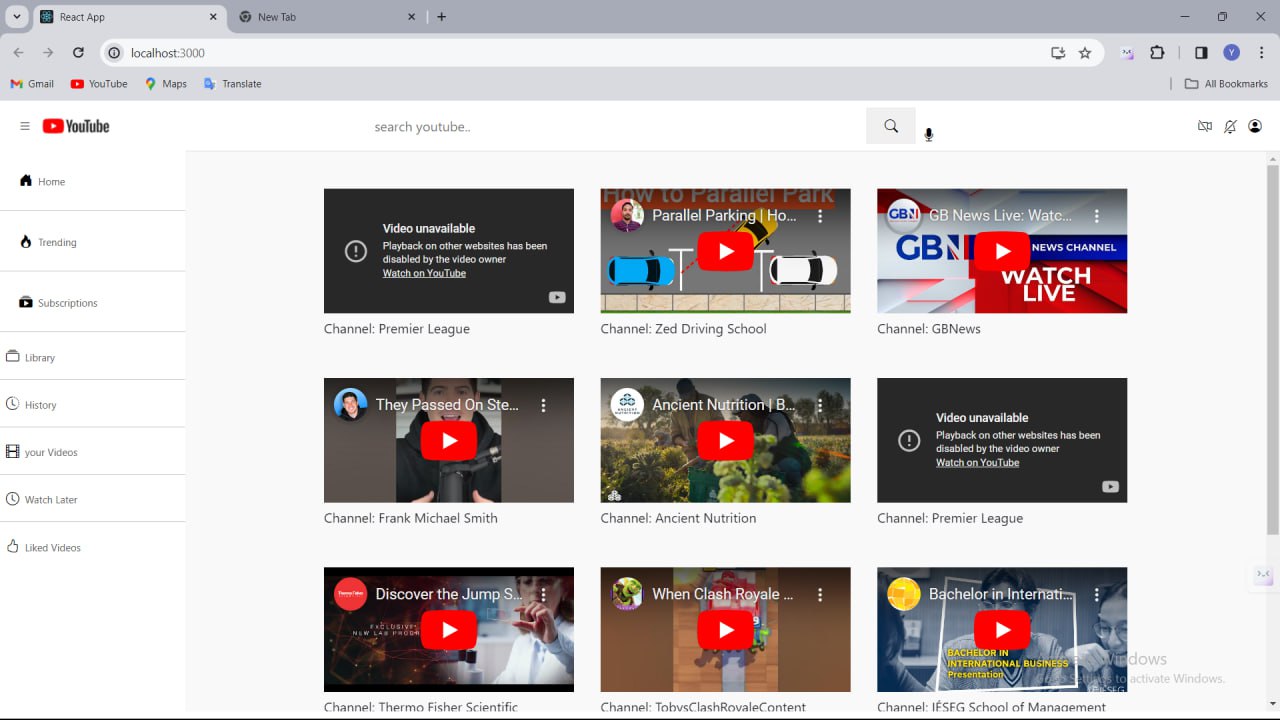 React App
New Tab
localhost:3000
Gmail
YouTube
Maps
Translate
All Bookmarks
YouTube
search youtube..
Home
Trending
Subscriptions
Library
History
your Videos
Watch Later
Liked Videos
Video unavailable
Playback on other websites has been
disabled by the video owner
Watch on YouTube
Channel: Premier League
How to Parallel Park
Parallel Parking | Ho...
Channel: Zed Driving School
GBN
GB News Live: Watc...
GBN
NEWS CHANNEL
WATCH
LIVE
Channel: GBNews
They Passed On Ste...
Channel: Frank Michael Smith
ANCIENT
NUTRITION
Ancient Nutrition | B...
Channel: Ancient Nutrition
Video unavailable
Playback on other websites has been
disabled by the video owner
Watch on YouTube
Channel: Premier League
Discover the Jump S...
EXCLUSIVE
NEW LAB PROGR
Channel: Thermo Fisher Scientific
When Clash Royale ...
Channel: TobysClashRoyaleContent
Bachelor in Internati...
BACHELOR IN
INTERNATIONAL BUSINESS
Presentation
IÉSEG
Channel: IÉSEG School of Management
Windows
to activate Windows.
Y